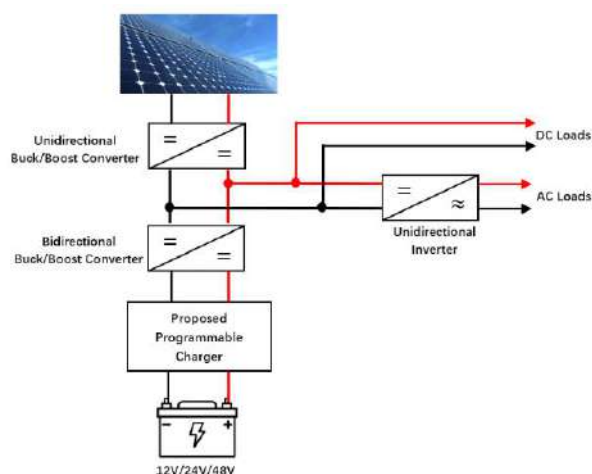 Unidirectional
Buck/Boost Converter
DC Loads
AC Loads
Unidirectional
Inverter
Bidirectional
Buck/Boost Converter
Proposed
Programmable
Charger
12V/24V/48V